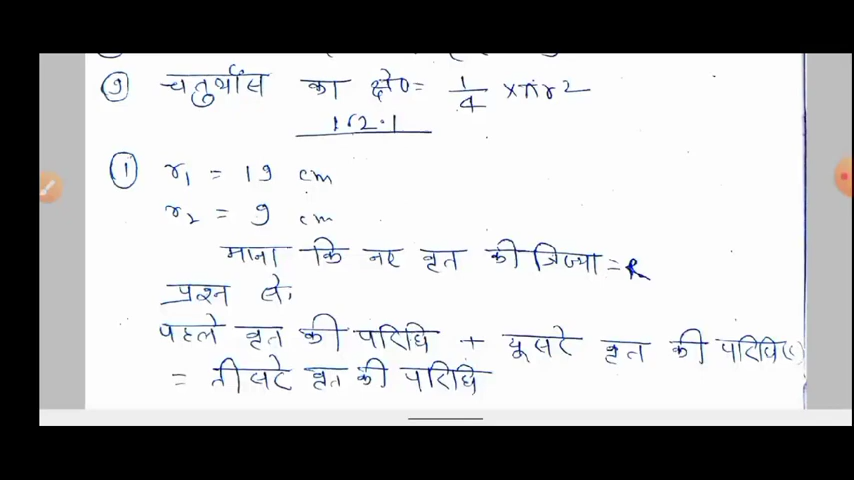 (9) चतुर्थांस का क्षे०= 1/4 ×πr2
12.1
(1) r₁ = 19 cm
r₂ = 9 cm
माना कि नए वृत की त्रिज्या = R
प्रश्न से,
पहले वृत की परिधि + दूसरे वृत की परिधि
= तीसरे वृत की परिधि